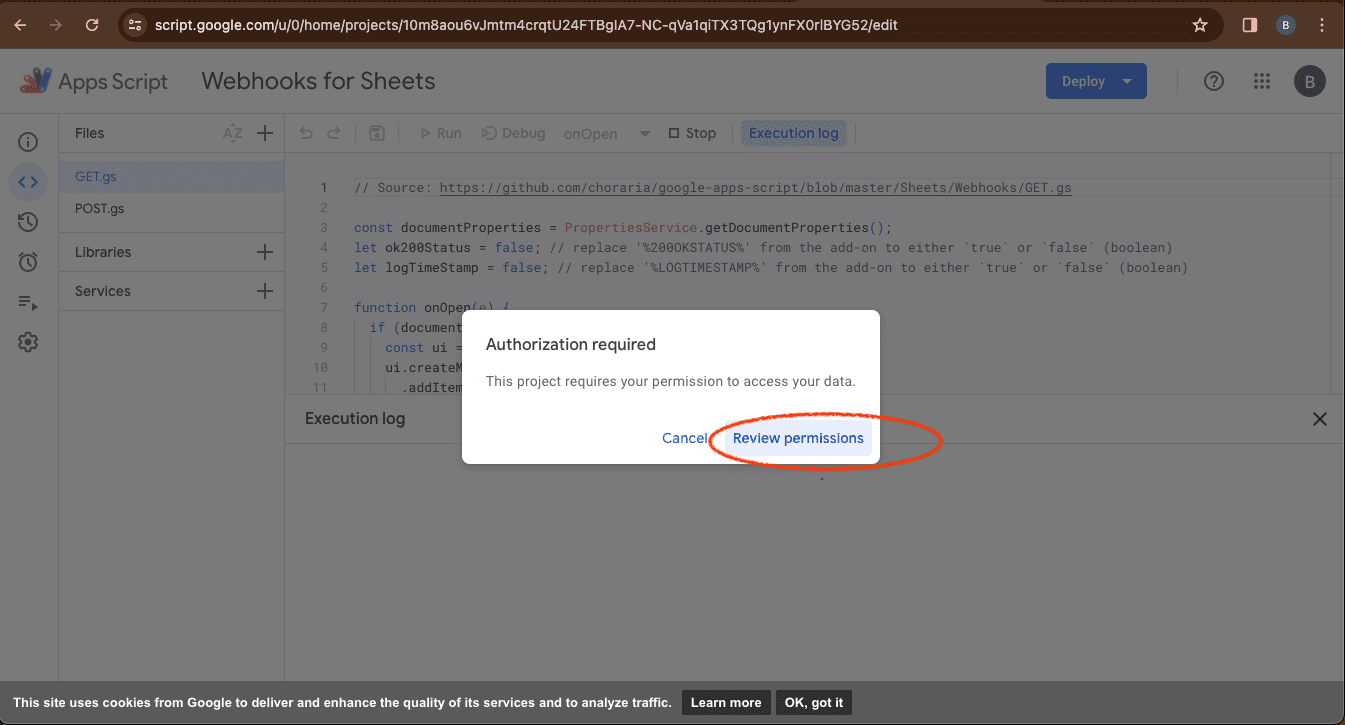 script.google.com/u/0/home/projects/10m8aou6vJmtm4crqtU24FTBglA7-NC-qVa1qiTX3TQg1ynFX0rlBYG52/edit
B
Apps Script
Webhooks for Sheets
Deploy
B
Files
AZ
Run
Debug
onOpen
Stop
Execution log
GET.gs
POST.gs
Libraries
Services
1 // Source: https://github.com/choraria/google-apps-script/blob/master/Sheets/Webhooks/GET.gs
2
3 const documentProperties = PropertiesService.getDocumentProperties();
4 let ok200Status = false; // replace '%200OKSTATUS%' from the add-on to either `true` or `false` (boolean)
5 let logTimeStamp = false; // replace '%LOGTIMESTAMP%' from the add-on to either `true` or `false` (boolean)
6
7 function onOpen(e) {
8 if (document
9 const ui =
10 ui.createM
11 .addItem
Authorization required
This project requires your permission to access your data.
Cancel
Review permissions
Execution log
This site uses cookies from Google to deliver and enhance the quality of its services and to analyze traffic.
Learn more
OK, got it